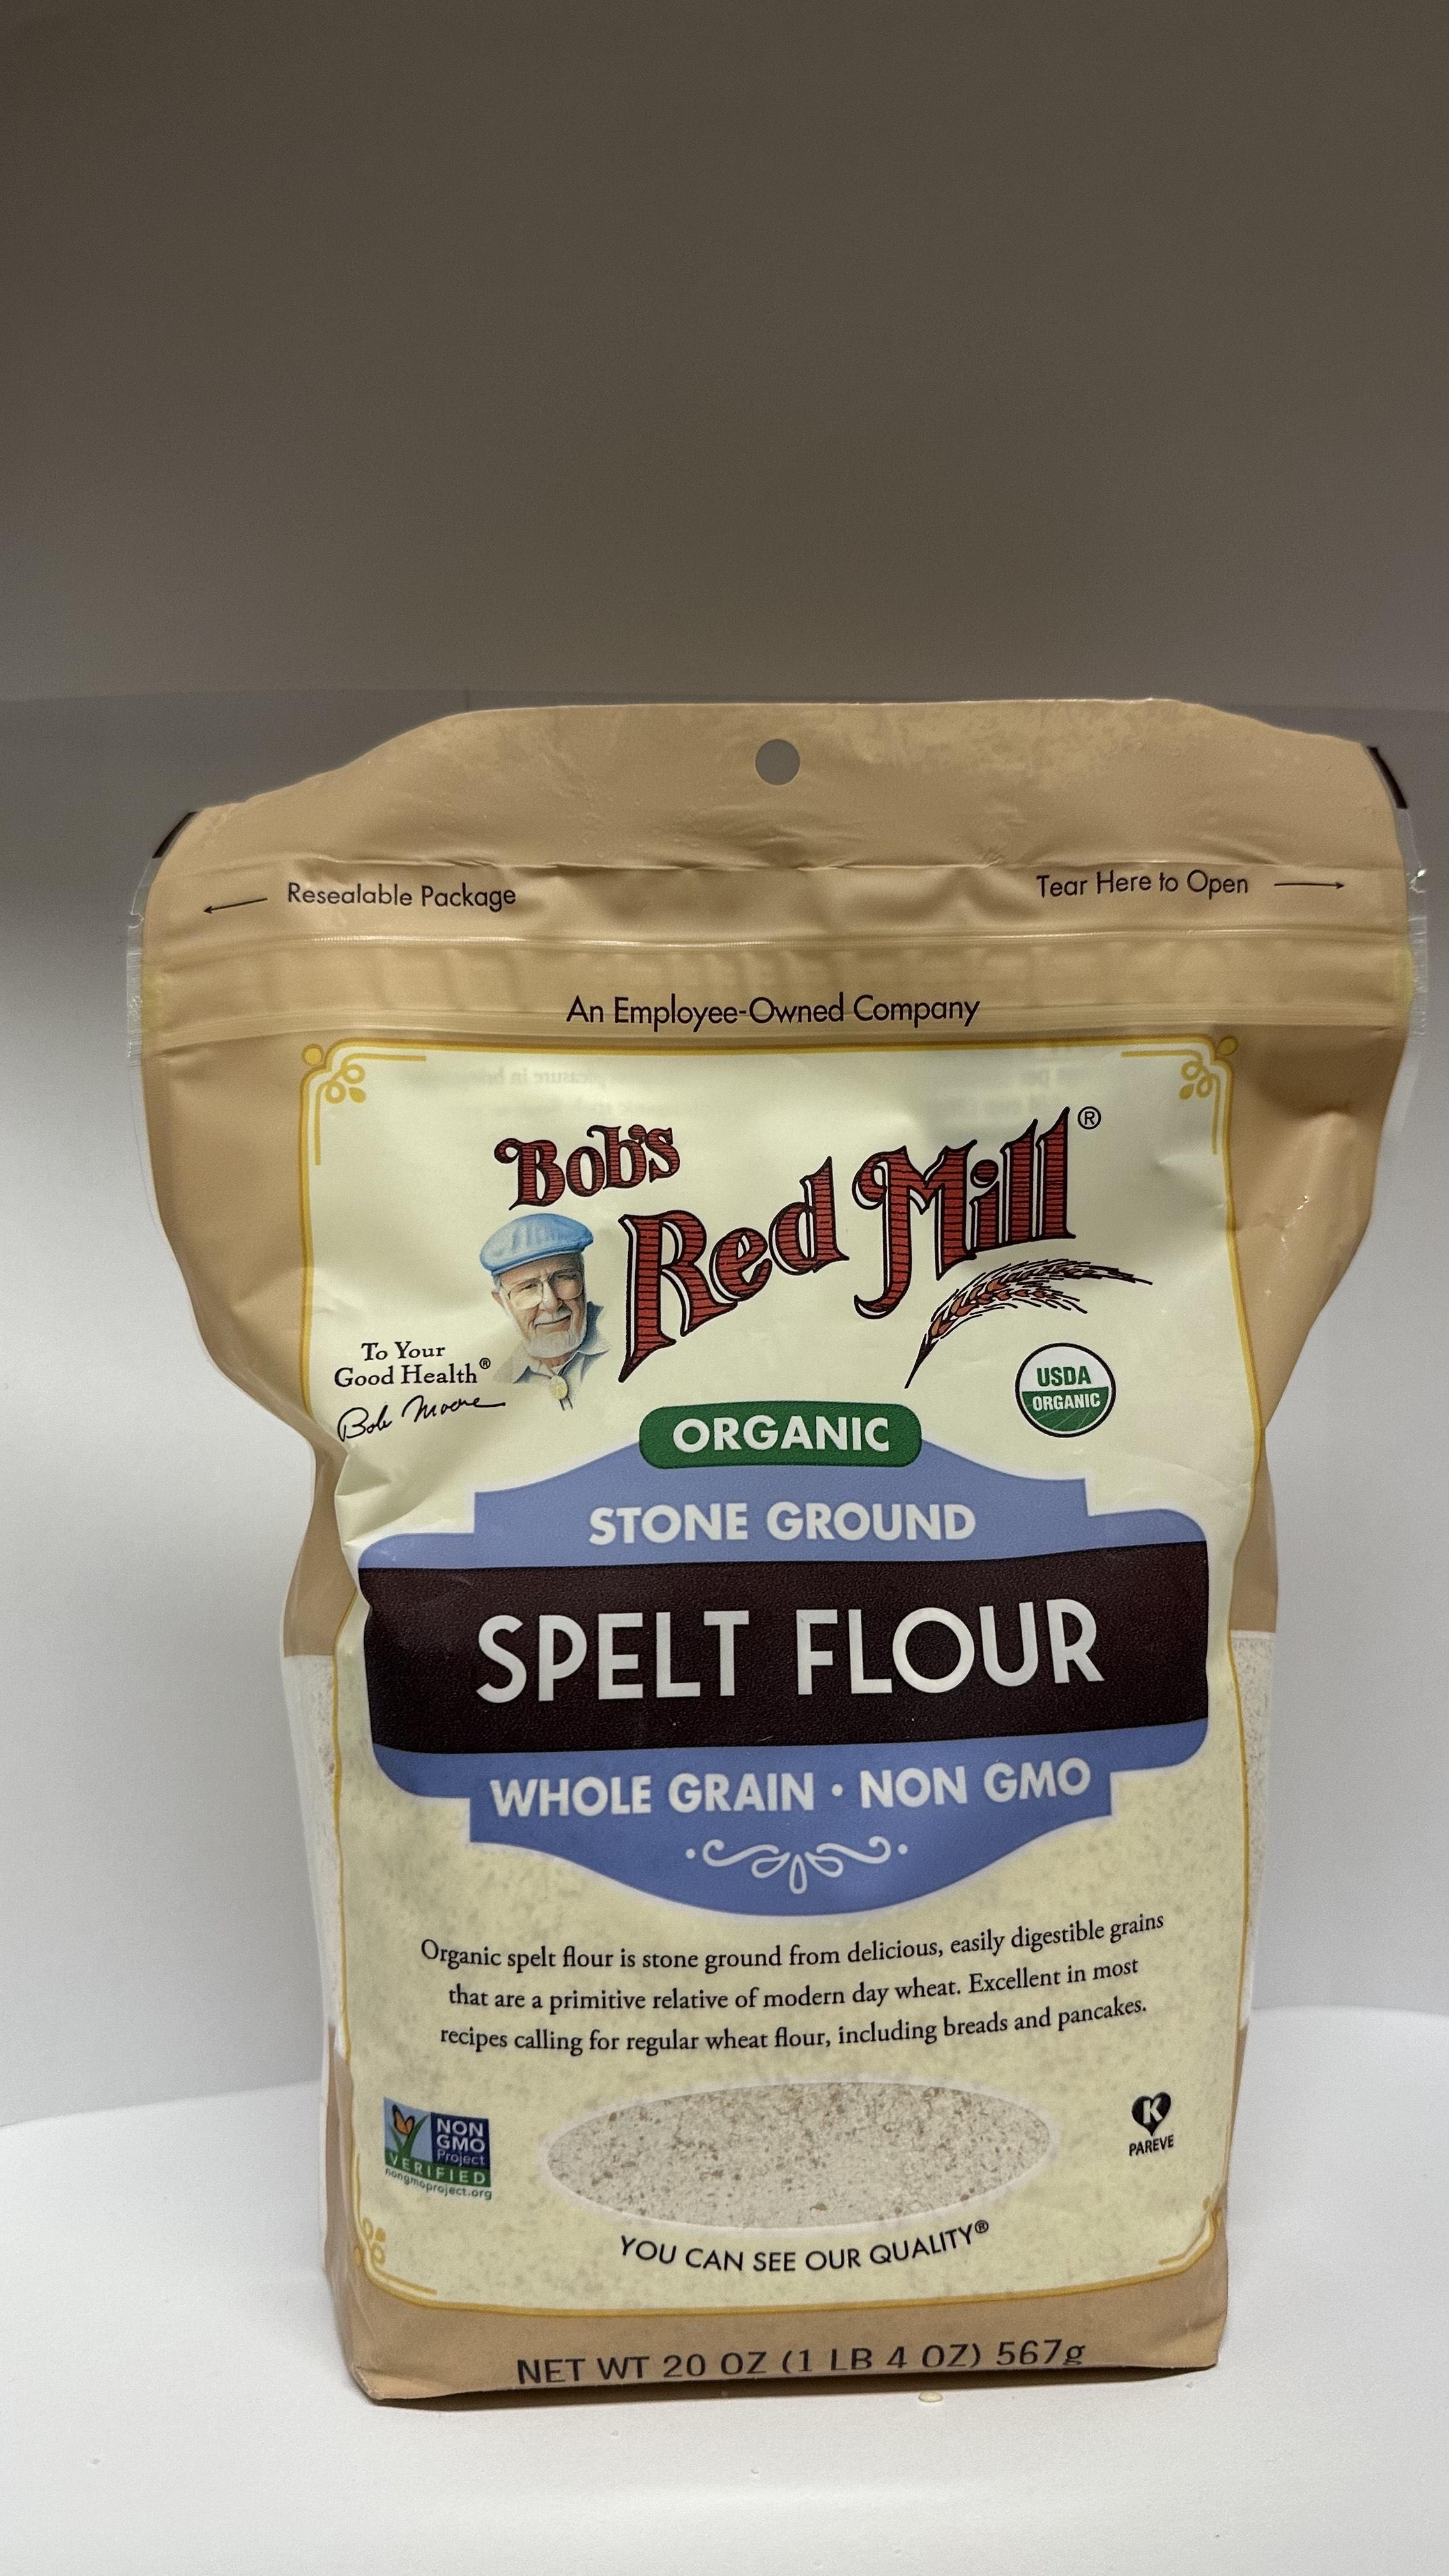 Resealable Package
Tear Here to Open
An Employee-Owned Company
Bob's
Red Mill®
To Your
Good Health®
Bob Moore
USDA
ORGANIC
ORGANIC
STONE GROUND
SPELT FLOUR
WHOLE GRAIN • NON GMO
Organic spelt flour is stone ground from delicious, easily digestible grains
that are a primitive relative of modern day wheat. Excellent in most
recipes calling for regular wheat flour, including breads and pancakes.
NON
GMO
Project
VERIFIED
nongmoproject.org
K
PAREVE
YOU CAN SEE OUR QUALITY®
NET WT 20 OZ (1 LB 4 OZ) 567g